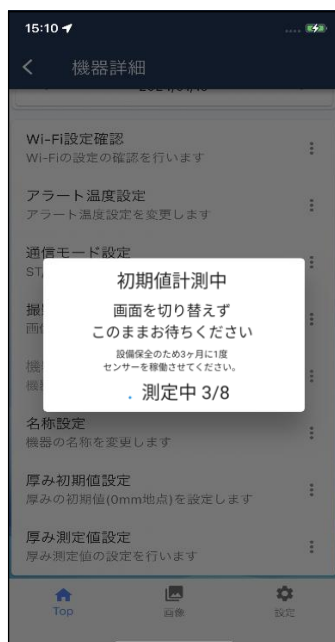 15:10
機器詳細
Wi-Fi設定確認
Wi-Fiの設定の確認を行います
アラート温度設定
アラート温度設定を変更します
通信モード設定
初期値計測中
画面を切り替えず
このままお待ちください
設備保全のため3ヶ月に1度
センサーを稼働させてください。
測定中 3/8
名称設定
機器の名称を変更します
厚み初期値設定
厚みの初期値(0mm地点)を設定します
厚み測定値設定
厚み測定値の設定を行います
Top
画像
設定